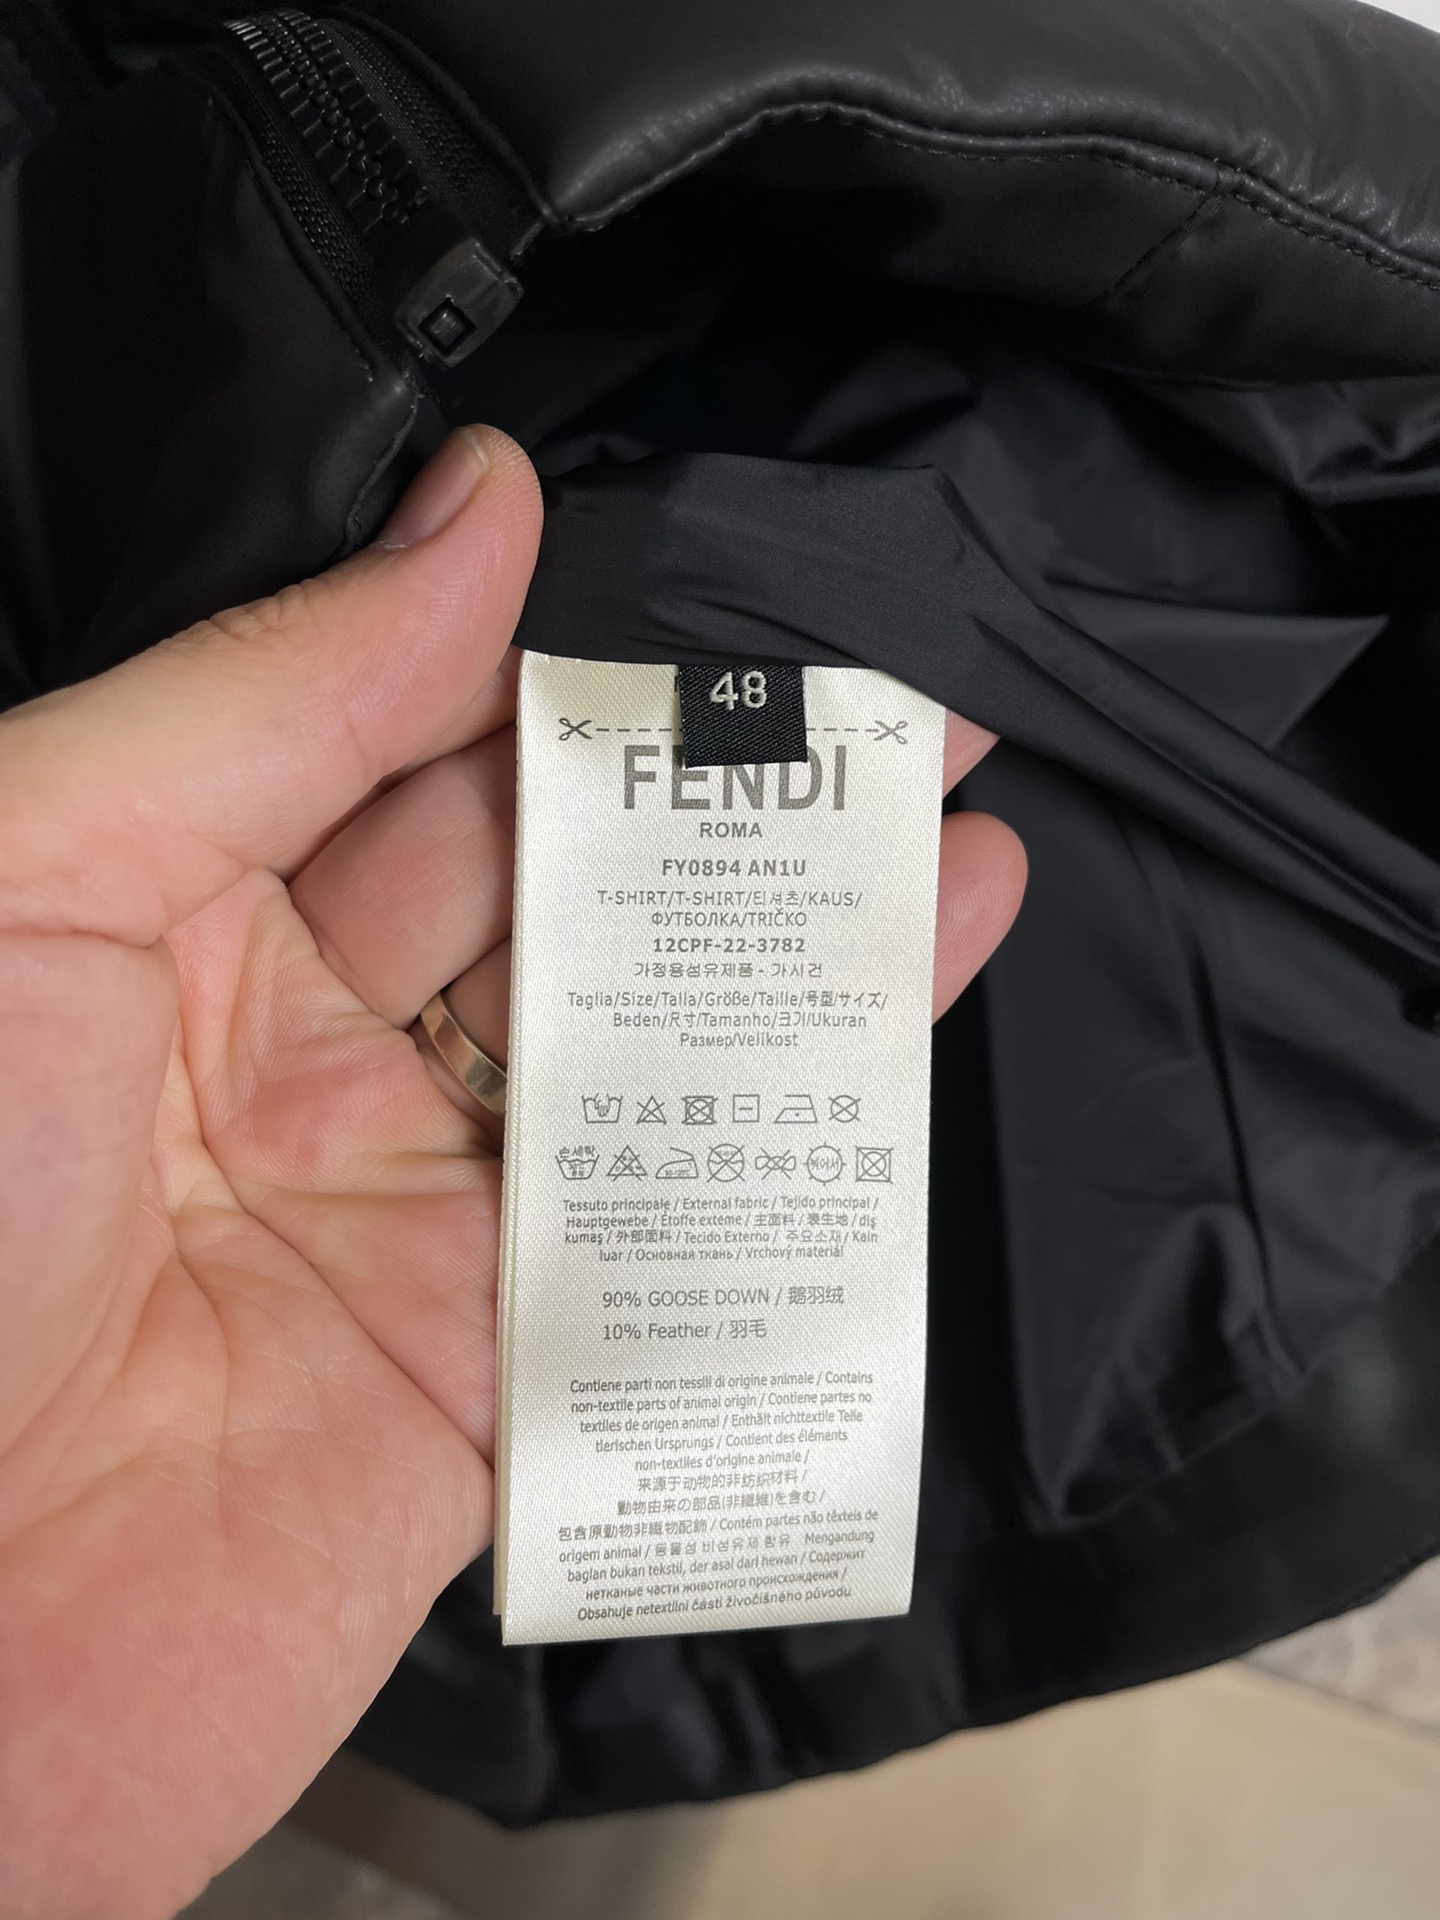 48
FENDI
ROMA
FY0894 AN1U
T-SHIRT/T-SHIRT/티셔츠/KAUS/
ФУТБОЛКА/TRIČKO
12CPF-22-3782
가정용섬유제품 - 가시건
Taglia/Size/Talla/Größe/Taille/号型/サイズ/
Beden/尺寸/Tamanho/크기/Ukuran
Размер/Velikost
손세탁
Tessuto principale / External fabric / Tejido principal /
Hauptgewebe / Étoffe exteme / 主面料 / 表生地 / diş
kumaş / 外部面料 / Tecido Externo / 주요소재 / Kain
luar / Основная ткань / Vrchový materiál
90% GOOSE DOWN / 鹅羽绒
10% Feather / 羽毛
Contiene parti non tessili di origine animale / Contains
non-textile parts of animal origin / Contiene partes no
textiles de origen animal / Enthält nichttextile Teile
tierischen Ursprungs / Contient des éléments
non-textiles d'origine animale /
来源于动物的非纺织材料 /
動物由来の部品(非繊維)を含む /
包含原動物非織物配飾 / Contém partes não têxteis de
origem animal / 동물성 비섬유제 함유 Mengandung
bagian bukan tekstil, der asal dari hewan / Содержит
нетканые части животного происхождения /
Obsahuje netextilní části živočišného původu